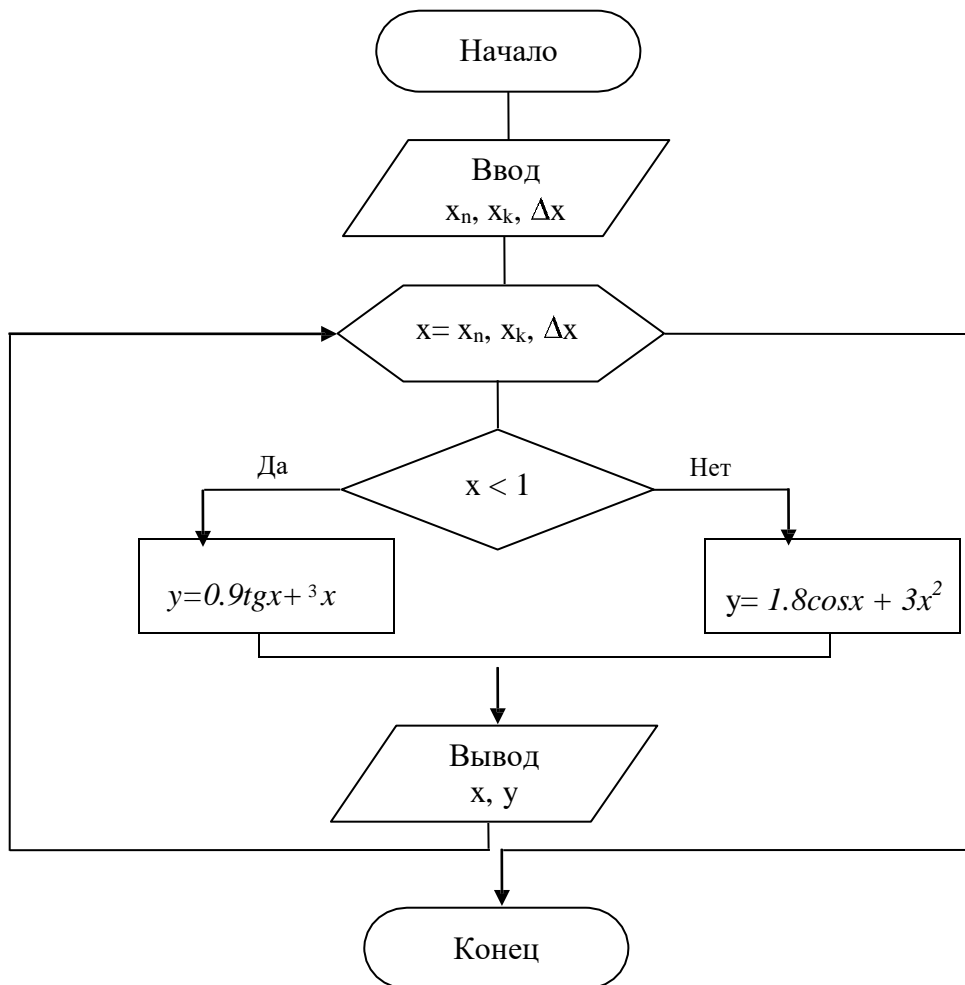 Начало
Ввод
xₙ, xₖ, Δx
x= xₙ, xₖ, Δx
x < 1
Да
Нет
y=0.9tgx+ ³ x
y= 1.8cosx + 3x²
Вывод
x, y
Конец